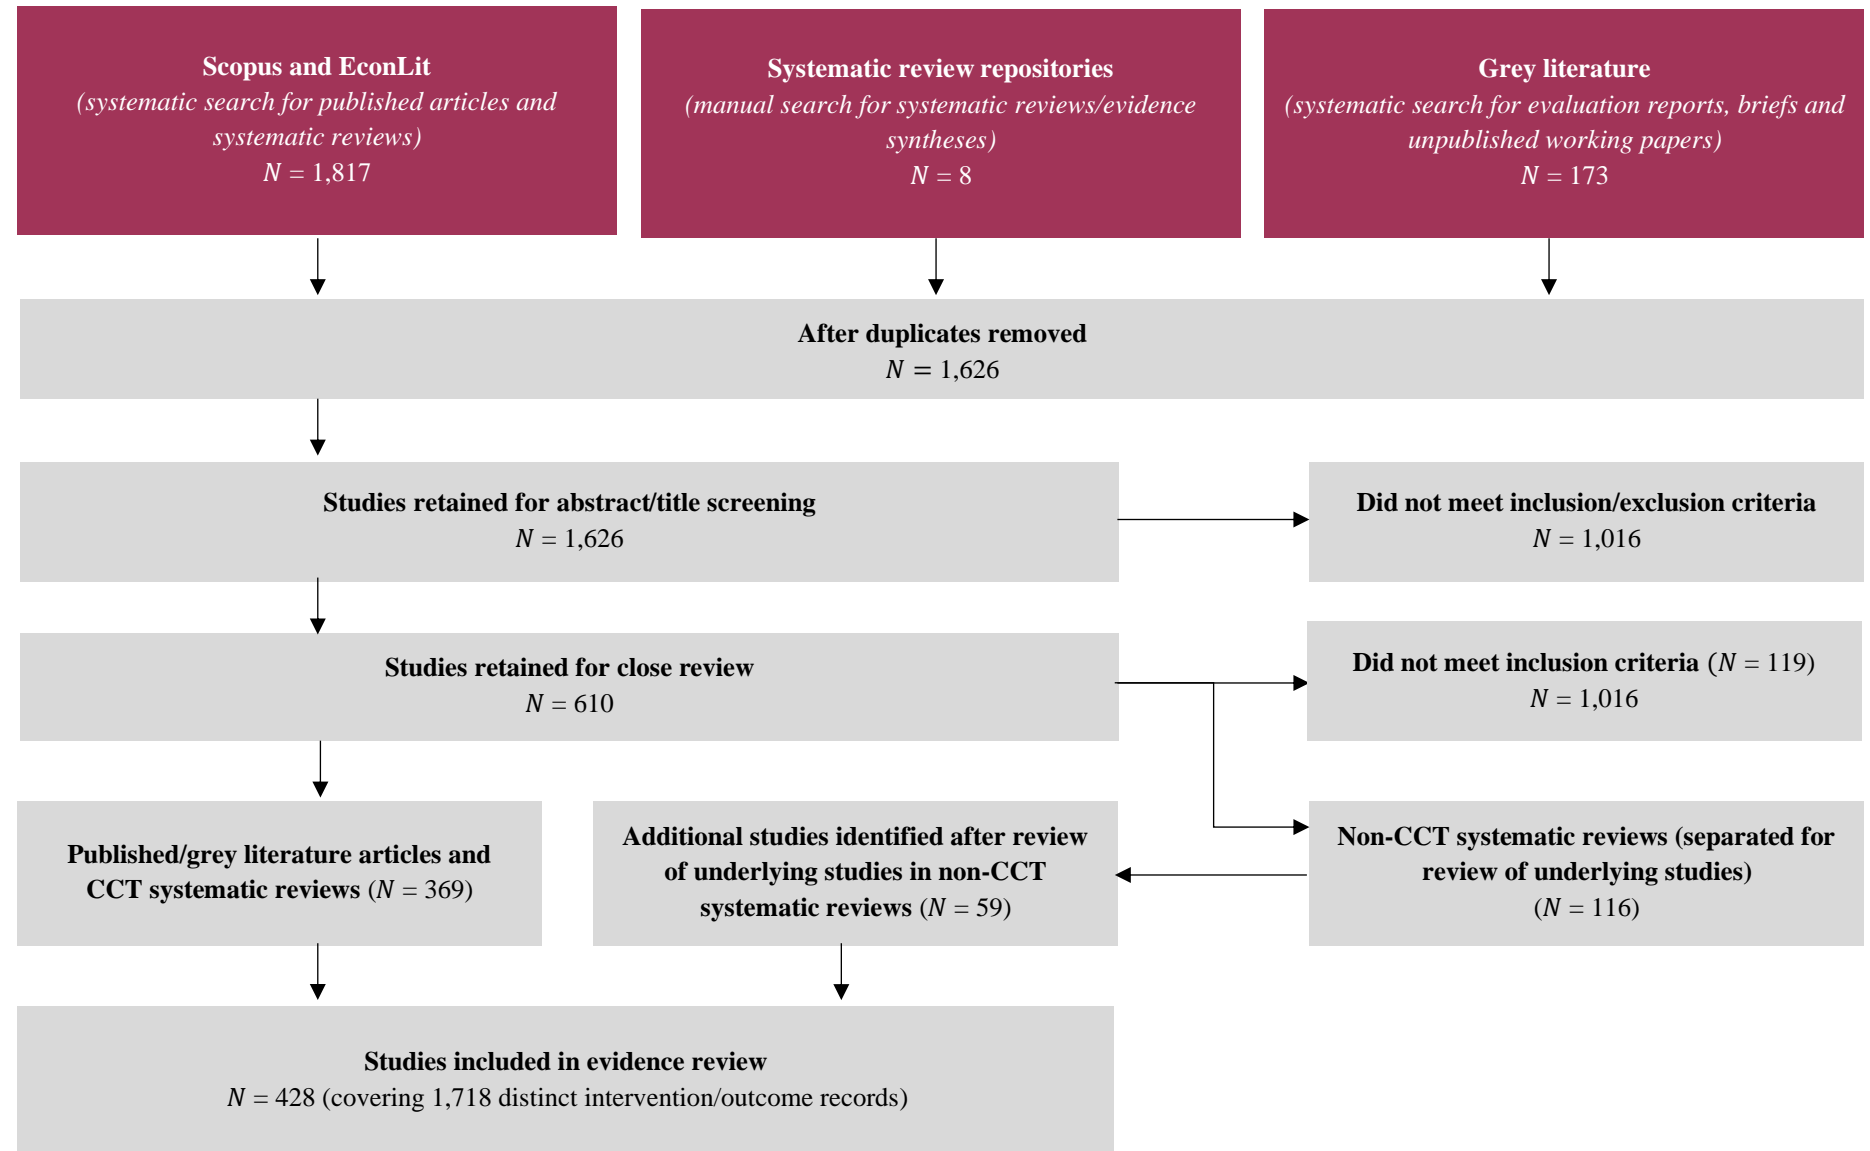 Scopus and EconLit
(systematic search for published articles and
systematic reviews)
N = 1,817
Systematic review repositories
(manual search for systematic reviews/evidence
syntheses)
N = 8
Grey literature
(systematic search for evaluation reports, briefs and
unpublished working papers)
N = 173
After duplicates removed
N = 1,626
Studies retained for abstract/title screening
N = 1,626
Did not meet inclusion/exclusion criteria
N = 1,016
Studies retained for close review
N = 610
Did not meet inclusion criteria (N = 119)
N = 1,016
Published/grey literature articles and
CCT systematic reviews (N = 369)
Additional studies identified after review
of underlying studies in non-CCT
systematic reviews (N = 59)
Non-CCT systematic reviews (separated for
review of underlying studies)
(N = 116)
Studies included in evidence review
N = 428 (covering 1,718 distinct intervention/outcome records)